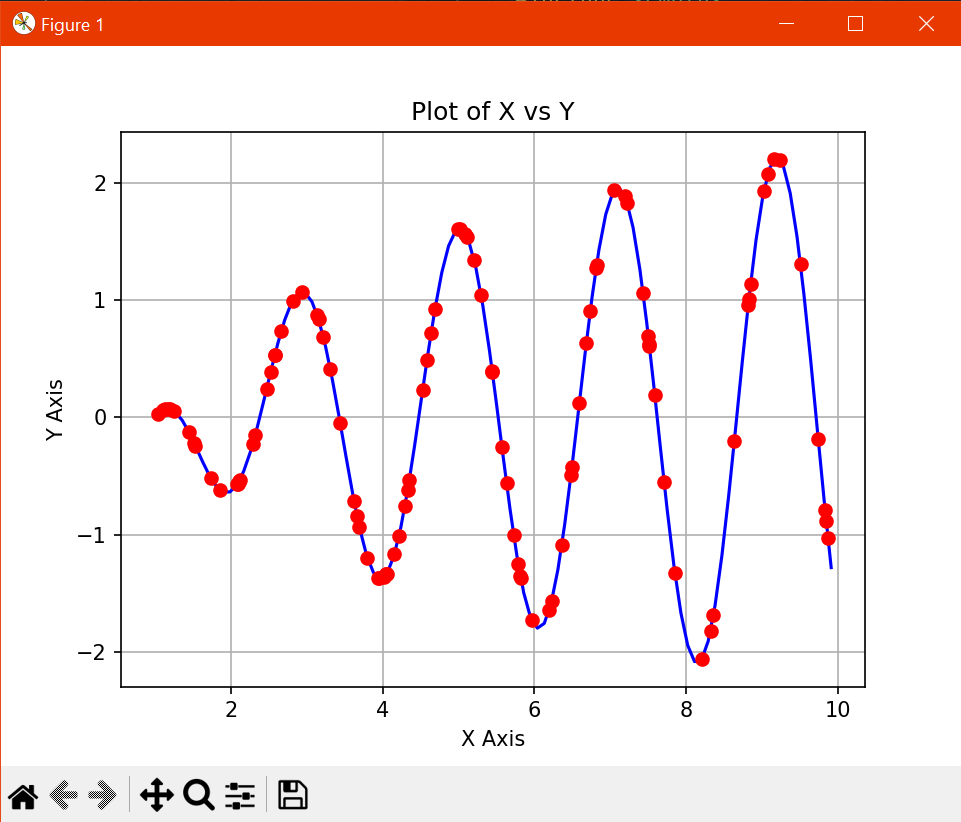 Figure 1
Plot of X vs Y
2
1
0
−1
−2
Y Axis
2 4 6 8 10
X Axis